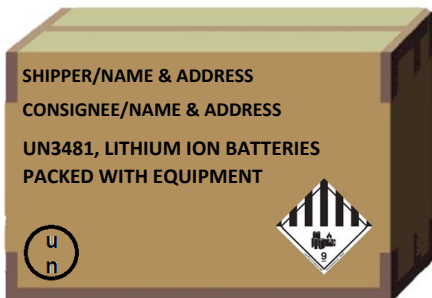 SHIPPER/NAME & ADDRESS
CONSIGNEE/NAME & ADDRESS
UN3481, LITHIUM ION BATTERIES
PACKED WITH EQUIPMENT
u
n
9